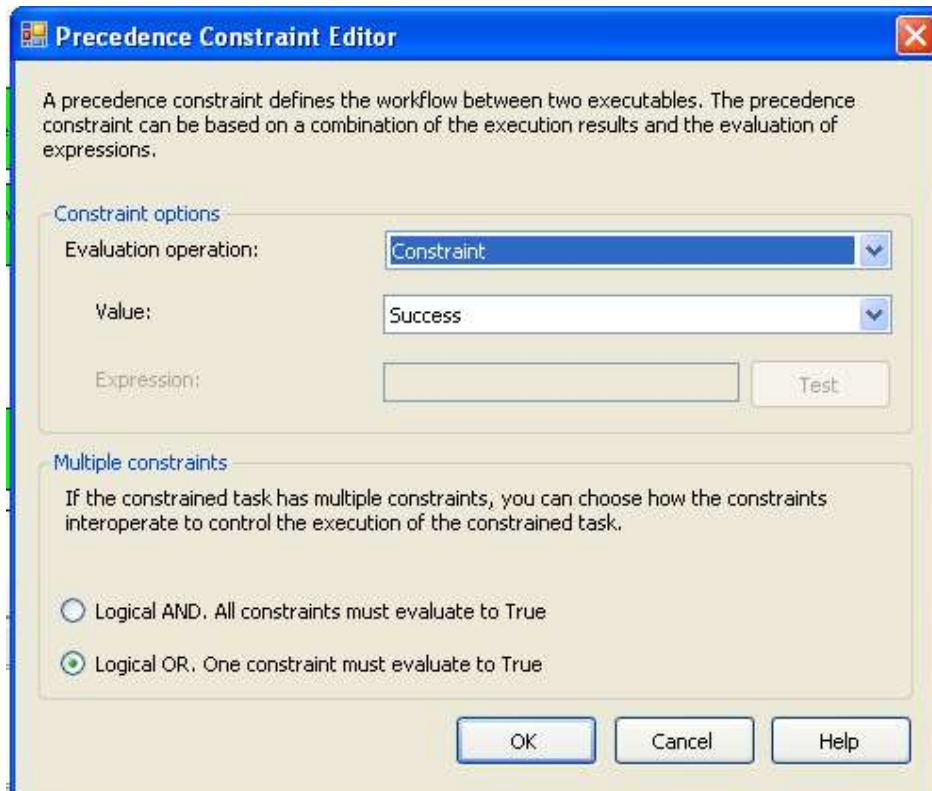 Precedence Constraint Editor
A precedence constraint defines the workflow between two executables. The precedence
constraint can be based on a combination of the execution results and the evaluation of
expressions.
Constraint options
Evaluation operation:
Constraint
Value:
Success
Expression:
Test
Multiple constraints
If the constrained task has multiple constraints, you can choose how the constraints
interoperate to control the execution of the constrained task.
Logical AND. All constraints must evaluate to True
Logical OR. One constraint must evaluate to True
OK
Cancel
Help